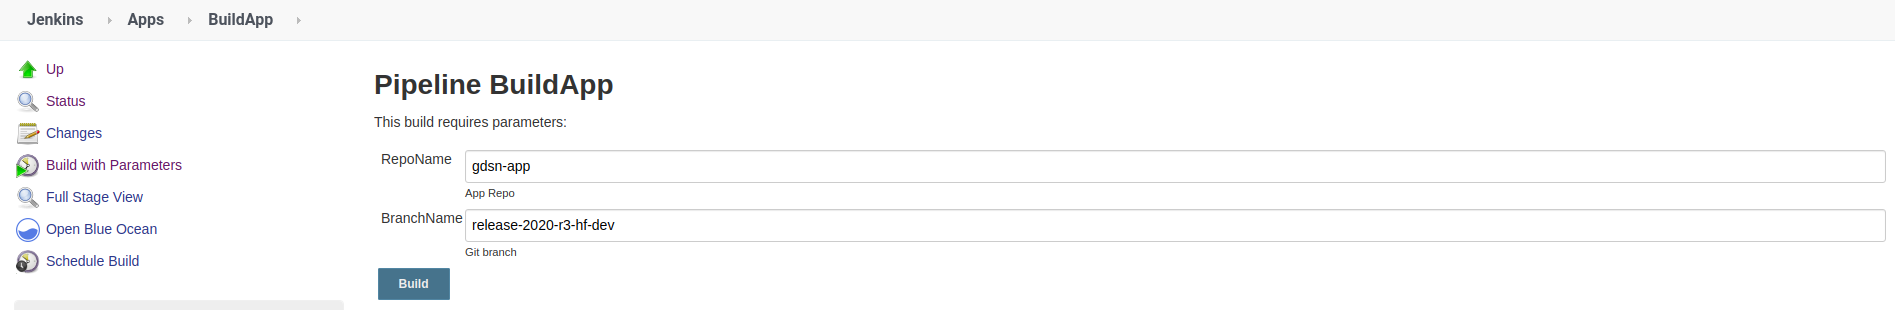 Jenkins Apps BuildApp
Up
Status
Changes
Build with Parameters
Full Stage View
Open Blue Ocean
Schedule Build
Pipeline BuildApp
This build requires parameters:
RepoName gdsn-app
App Repo
BranchName release-2020-r3-hf-dev
Git branch
Build